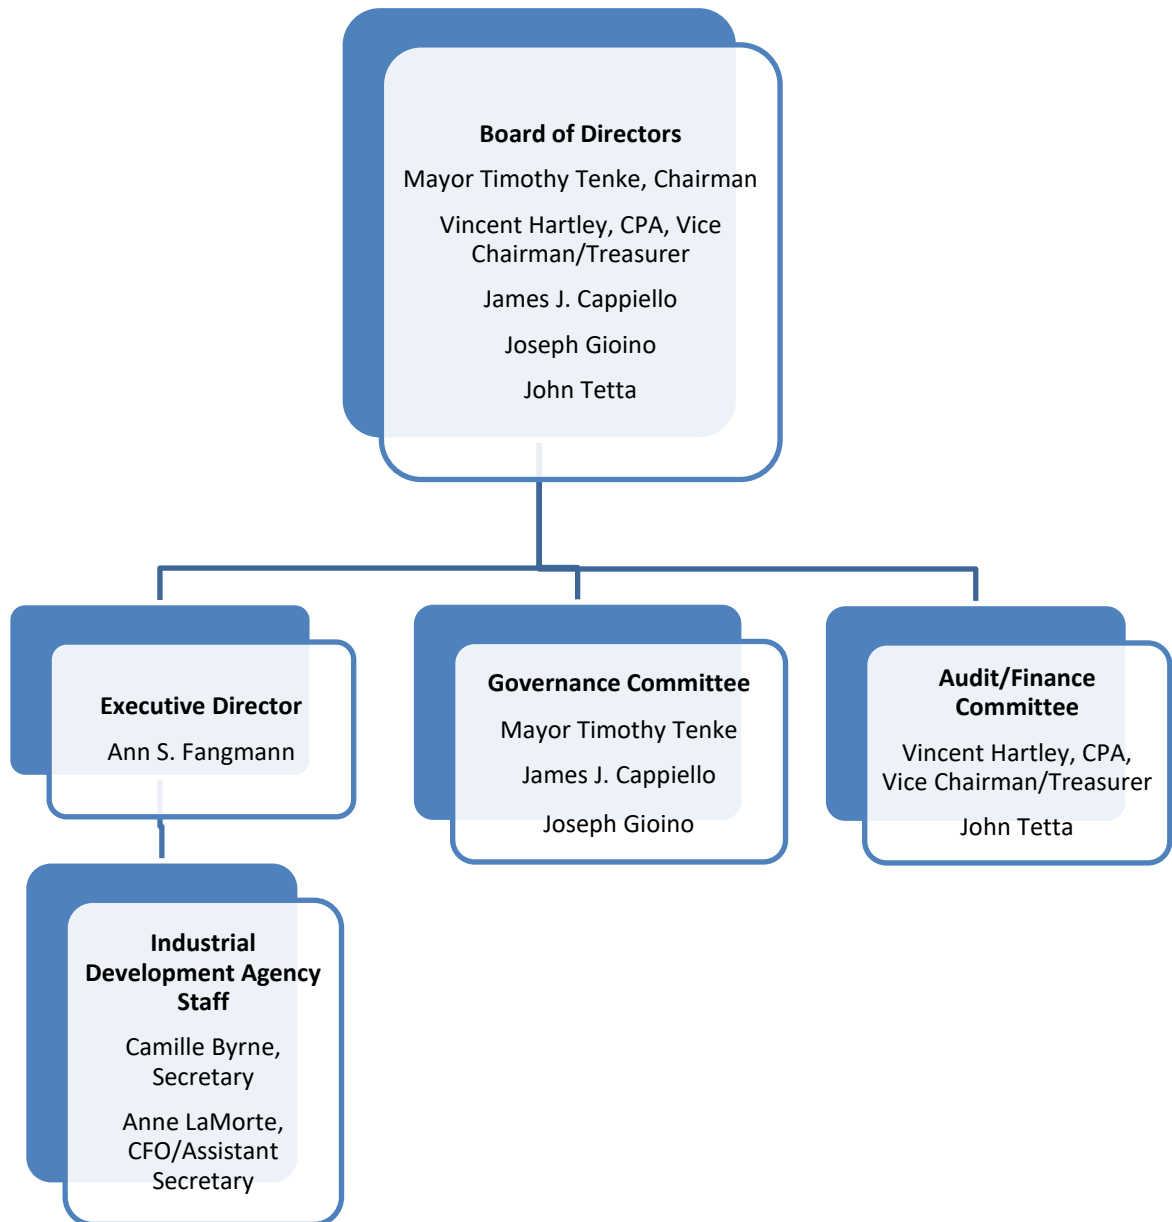 Board of Directors
Mayor Timothy Tenke, Chairman
Vincent Hartley, CPA, Vice
Chairman/Treasurer
James J. Cappiello
Joseph Gioino
John Tetta
Executive Director
Ann S. Fangmann
Governance Committee
Mayor Timothy Tenke
James J. Cappiello
Joseph Gioino
Audit/Finance
Committee
Vincent Hartley, CPA,
Vice Chairman/Treasurer
John Tetta
Industrial
Development Agency
Staff
Camille Byrne,
Secretary
Anne LaMorte,
CFO/Assistant
Secretary